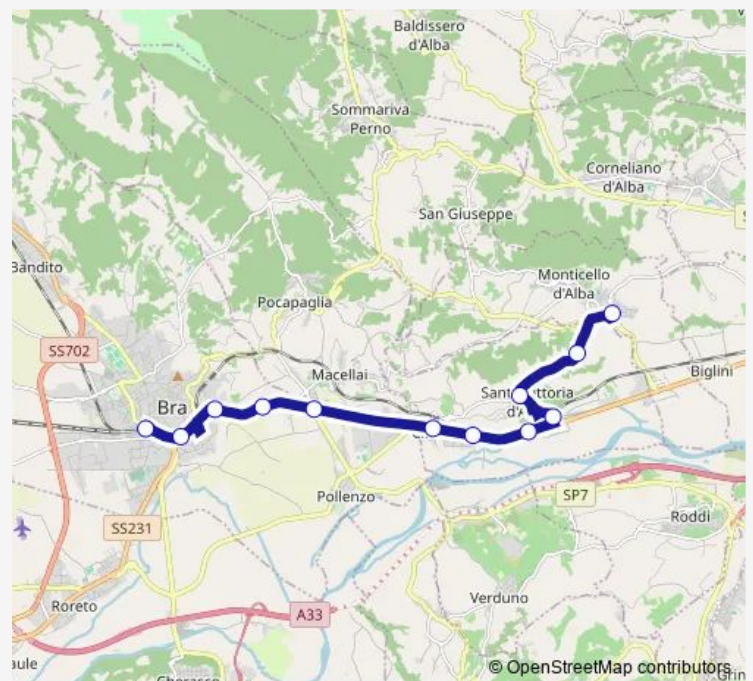 Baldissero
d'Alba
Sommariva
Perno
Corneliano
d'Alba
San Giuseppe
Bandito
Monticello
d'Alba
Pocapaglia
SS702
Macellai
Biglini
Bra
Pollenzo
SP7
SS231
Roddi
Verduno
Roreto
A33
© OpenStreetMap contributors